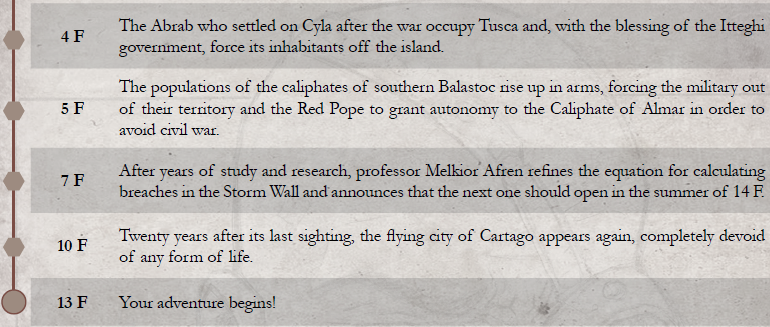 4 F
The Abrab who settled on Cyla after the war occupy Tusca and, with the blessing of the Itteghi
government, force its inhabitants off the island.
5 F
The populations of the caliphates of southern Balastoc rise up in arms, forcing the military out
of their territory and the Red Pope to grant autonomy to the Caliphate of Almar in order to
avoid civil war.
7 F
After years of study and research, professor Melkior Afren refines the equation for calculating
breaches in the Storm Wall and announces that the next one should open in the summer of 14 F.
10 F
Twenty years after its last sighting, the flying city of Cartago appears again, completely devoid
of any form of life.
13 F
Your adventure begins!